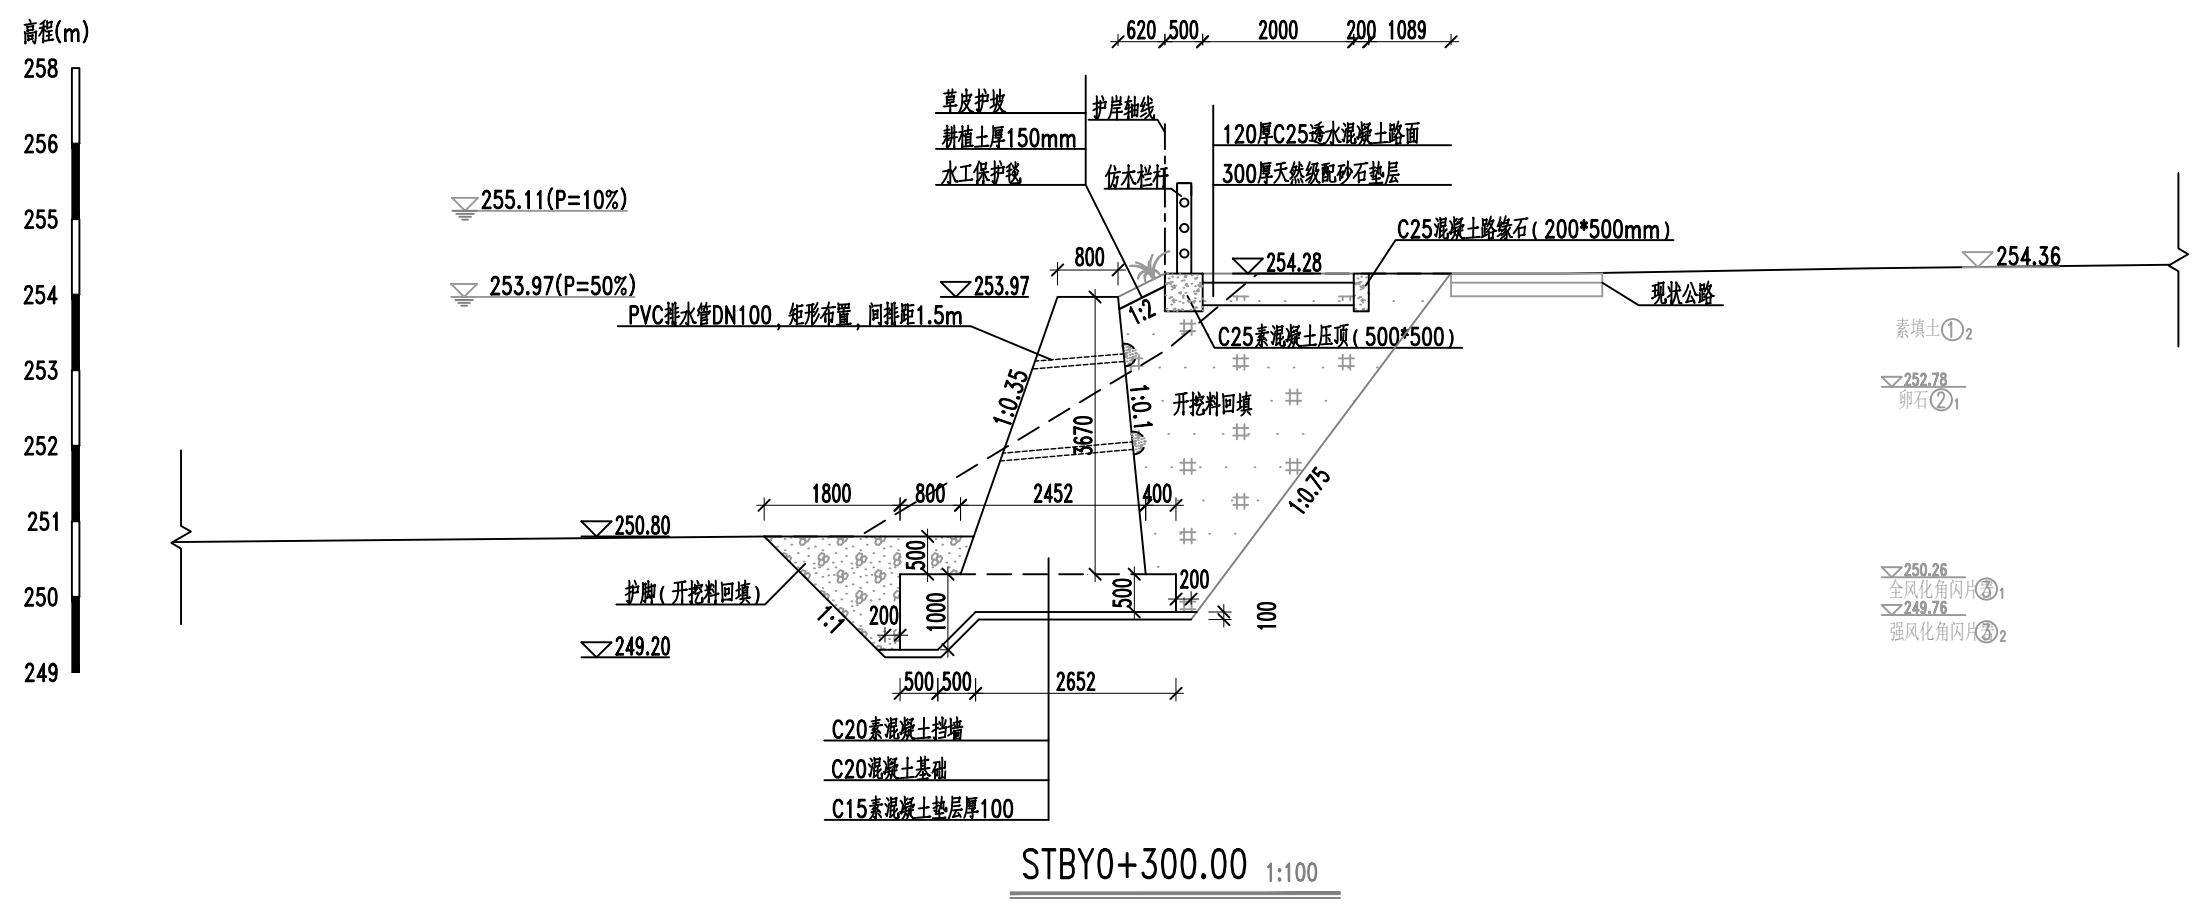 高程(m)
258
256
255
254
253
252
251
250
249
620 500 2000 200 1089
草皮护坡
耕植土厚150mm
水工保护毯
护岸轴线
仿木栏杆
120厚C25透水混凝土路面
300厚天然级配砂石垫层
C25混凝土路缘石(200*500mm)
255.11(P=10%)
253.97(P=50%)
800
253.97
254.28
254.36
现状公路
PVC排水管DN100,矩形布置,间排距1.5m
1:2
C25素混凝土压顶(500*500)
素填土①2
252.78
卵石②1
1:0.35
1:0.1
开挖料回填
3670
1:0.75
1800 800 2452 400
250.80
500
250.26
全风化角闪片岩③1
249.76
强风化角闪片岩③2
护脚(开挖料回填)
1:1
200
1000
500
200
100
249.20
500 500 2652
C20素混凝土挡墙
C20混凝土基础
C15素混凝土垫层厚100
STBY0+300.00 1:100